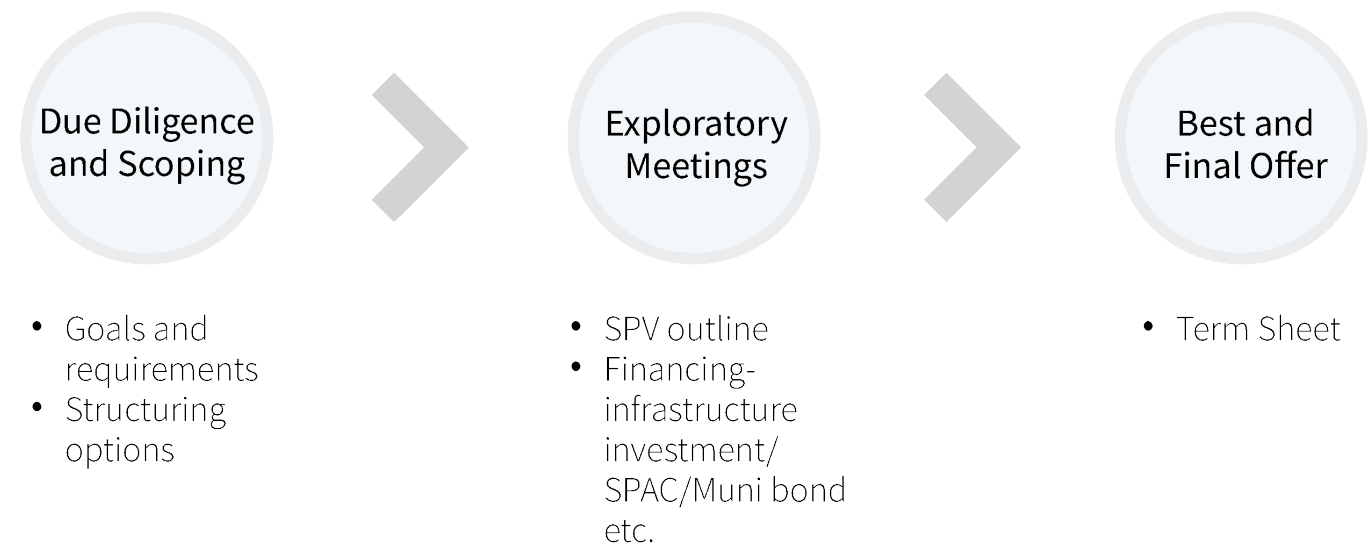 Due Diligence
and Scoping
Exploratory
Meetings
Best and
Final Offer
• Goals and
requirements
• Structuring
options
• SPV outline
• Financing-
infrastructure
investment/
SPAC/Muni bond
etc.
• Term Sheet